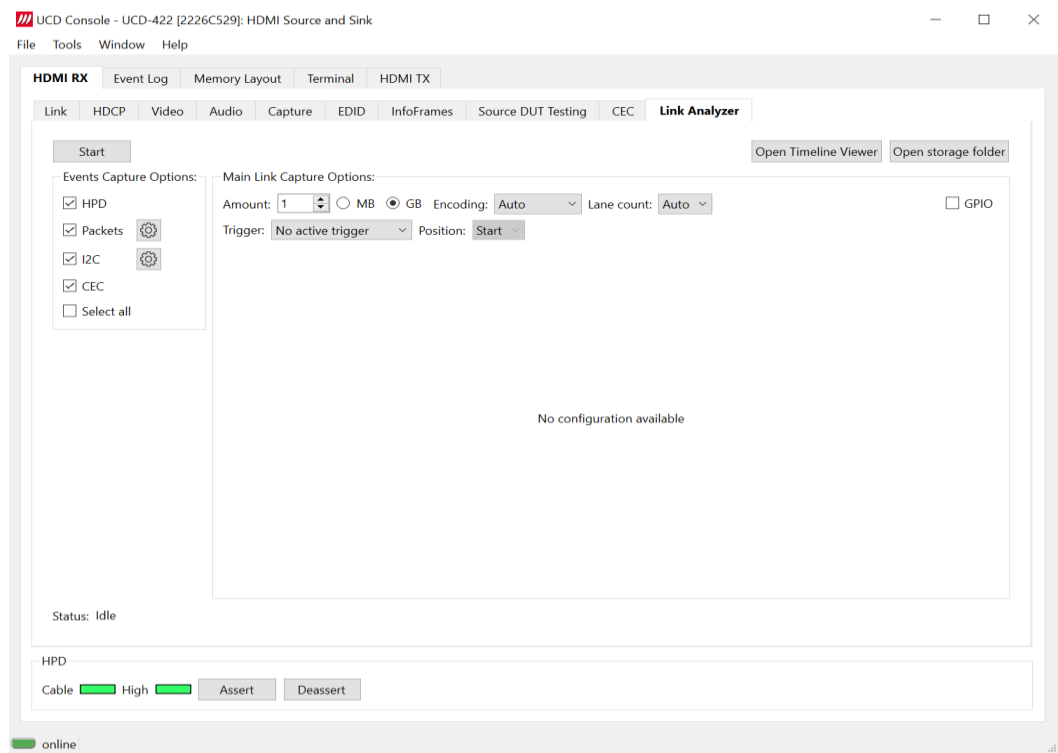 UCD Console - UCD-422 [2226C529]: HDMI Source and Sink
File Tools Window Help
HDMI RX Event Log Memory Layout Terminal HDMI TX
Link HDCP Video Audio Capture EDID InfoFrames Source DUT Testing CEC Link Analyzer
Start Open Timeline Viewer Open storage folder
Events Capture Options: Main Link Capture Options:
HPD Amount: 1 MB GB Encoding: Auto Lane count: Auto GPIO
Packets Trigger: No active trigger Position: Start
I2C
CEC
Select all
No configuration available
Status: Idle
HPD
Cable High Assert Deassert
online